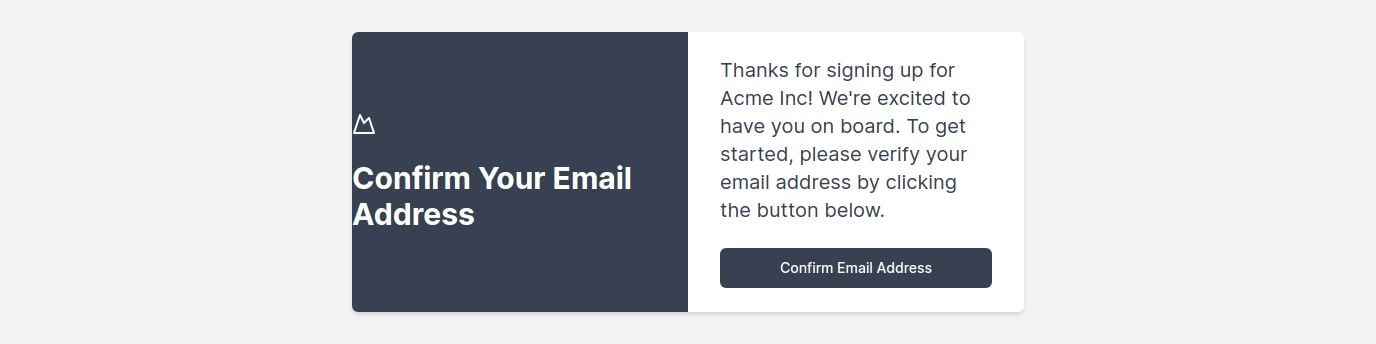 Confirm Your Email
Address
Thanks for signing up for
Acme Inc! We're excited to
have you on board. To get
started, please verify your
email address by clicking
the button below.
Confirm Email Address